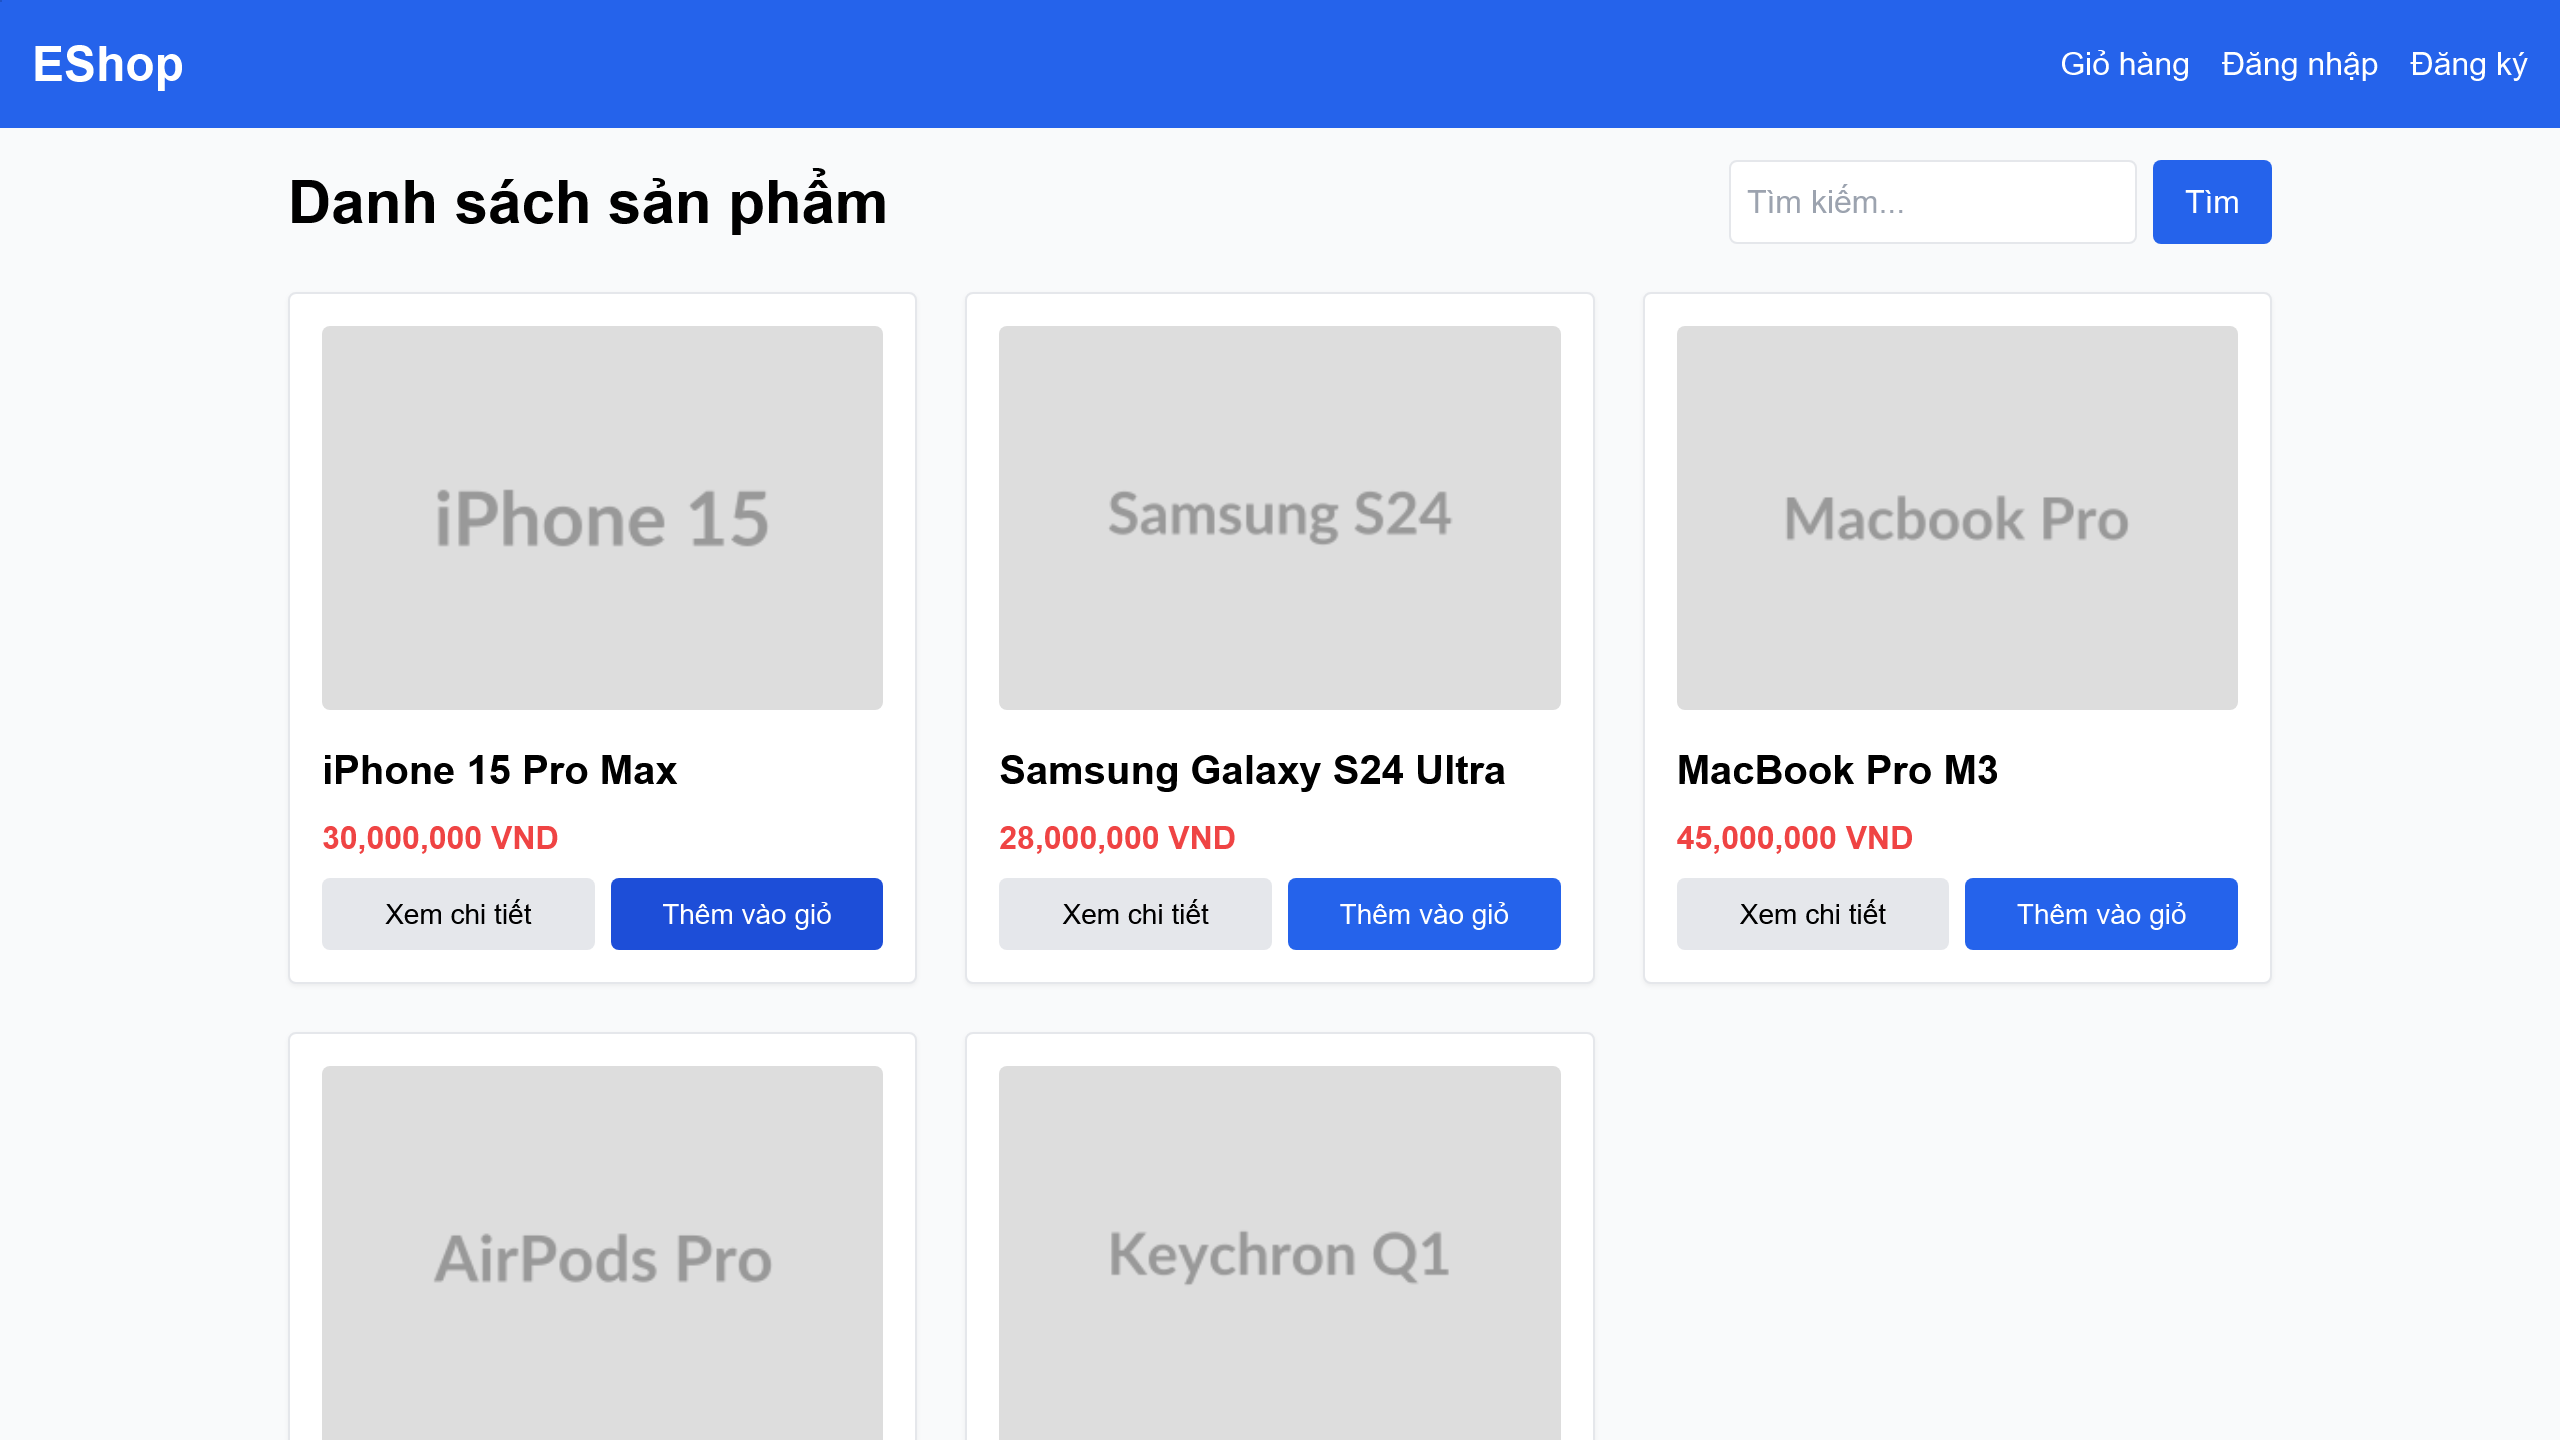 EShop
Giỏ hàng Đăng nhập Đăng ký
Danh sách sản phẩm
Tìm kiếm...
Tìm
iPhone 15
Samsung S24
Macbook Pro
iPhone 15 Pro Max
Samsung Galaxy S24 Ultra
MacBook Pro M3
30,000,000 VND
28,000,000 VND
45,000,000 VND
Xem chi tiết Thêm vào giỏ
Xem chi tiết Thêm vào giỏ
Xem chi tiết Thêm vào giỏ
AirPods Pro
Keychron Q1